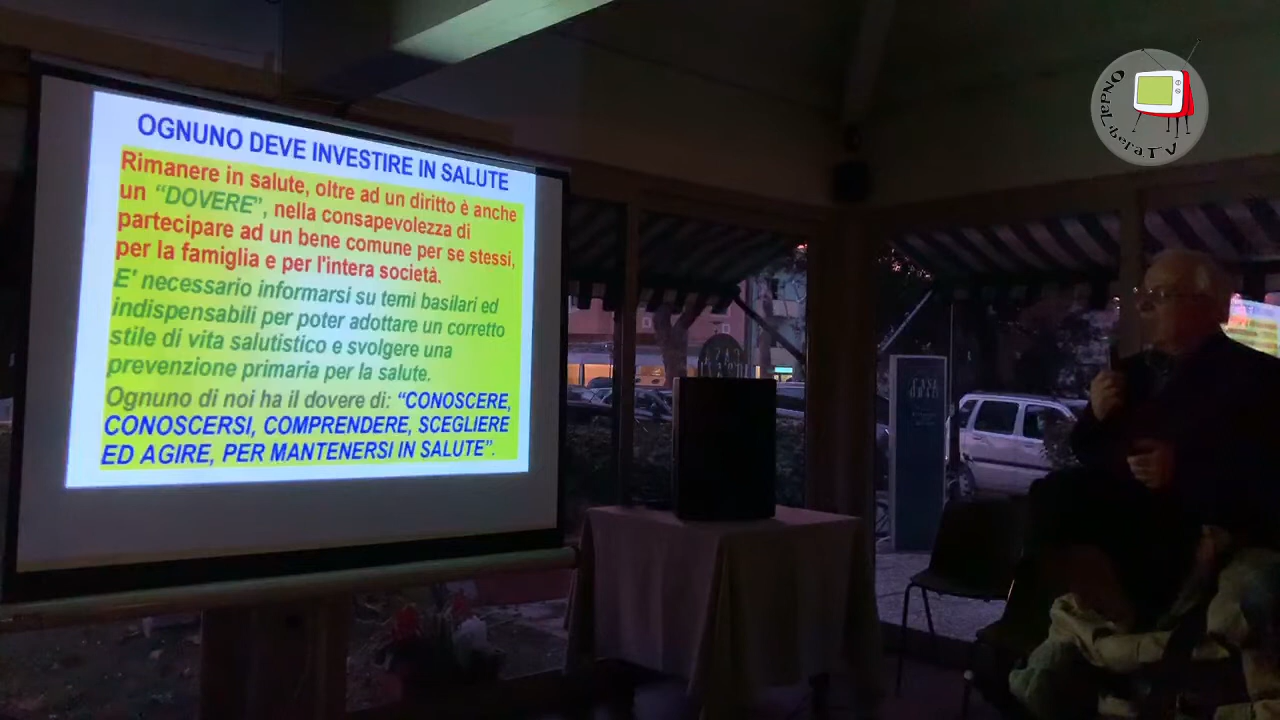 OGNUNO DEVE INVESTIRE IN SALUTE
Rimanere in salute, oltre ad un diritto è anche
un “DOVERE”, nella consapevolezza di
partecipare ad un bene comune per se stessi,
per la famiglia e per l'intera società.
E' necessario informarsi su temi basilari ed
indispensabili per poter adottare un corretto
stile di vita salutistico e svolgere una
prevenzione primaria per la salute.
Ognuno di noi ha il dovere di: “CONOSCERE,
CONOSCERSI, COMPRENDERE, SCEGLIERE
ED AGIRE, PER MANTENERSI IN SALUTE”.
OndaLibera.TV